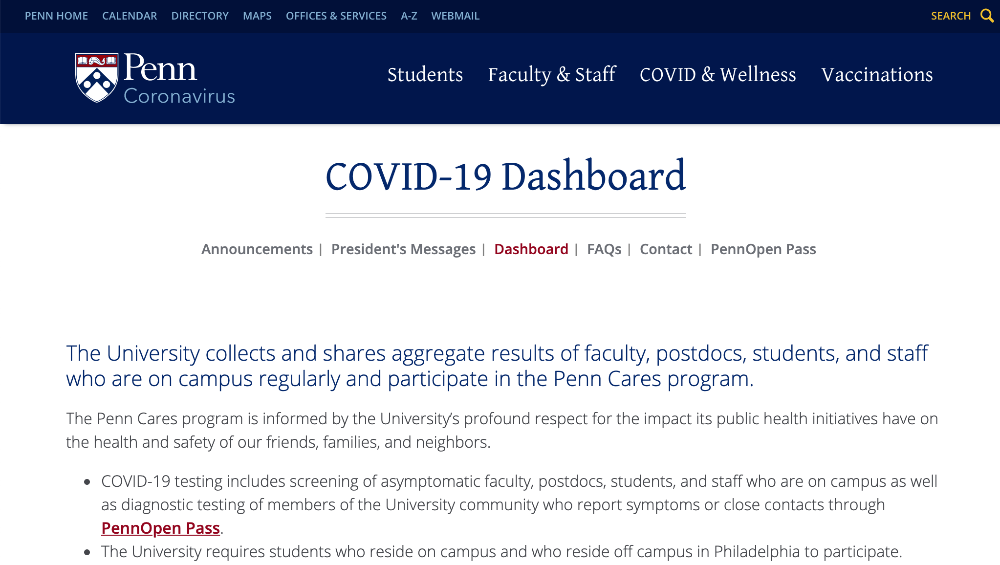 PENN HOME CALENDAR DIRECTORY MAPS OFFICES & SERVICES A-Z WEBMAIL SEARCH
Penn
Coronavirus
Students Faculty & Staff COVID & Wellness Vaccinations
COVID-19 Dashboard
Announcements | President's Messages | Dashboard | FAQs | Contact | PennOpen Pass
The University collects and shares aggregate results of faculty, postdocs, students, and staff
who are on campus regularly and participate in the Penn Cares program.
The Penn Cares program is informed by the University’s profound respect for the impact its public health initiatives have on
the health and safety of our friends, families, and neighbors.
• COVID-19 testing includes screening of asymptomatic faculty, postdocs, students, and staff who are on campus as well
as diagnostic testing of members of the University community who report symptoms or close contacts through
PennOpen Pass.
• The University requires students who reside on campus and who reside off campus in Philadelphia to participate.